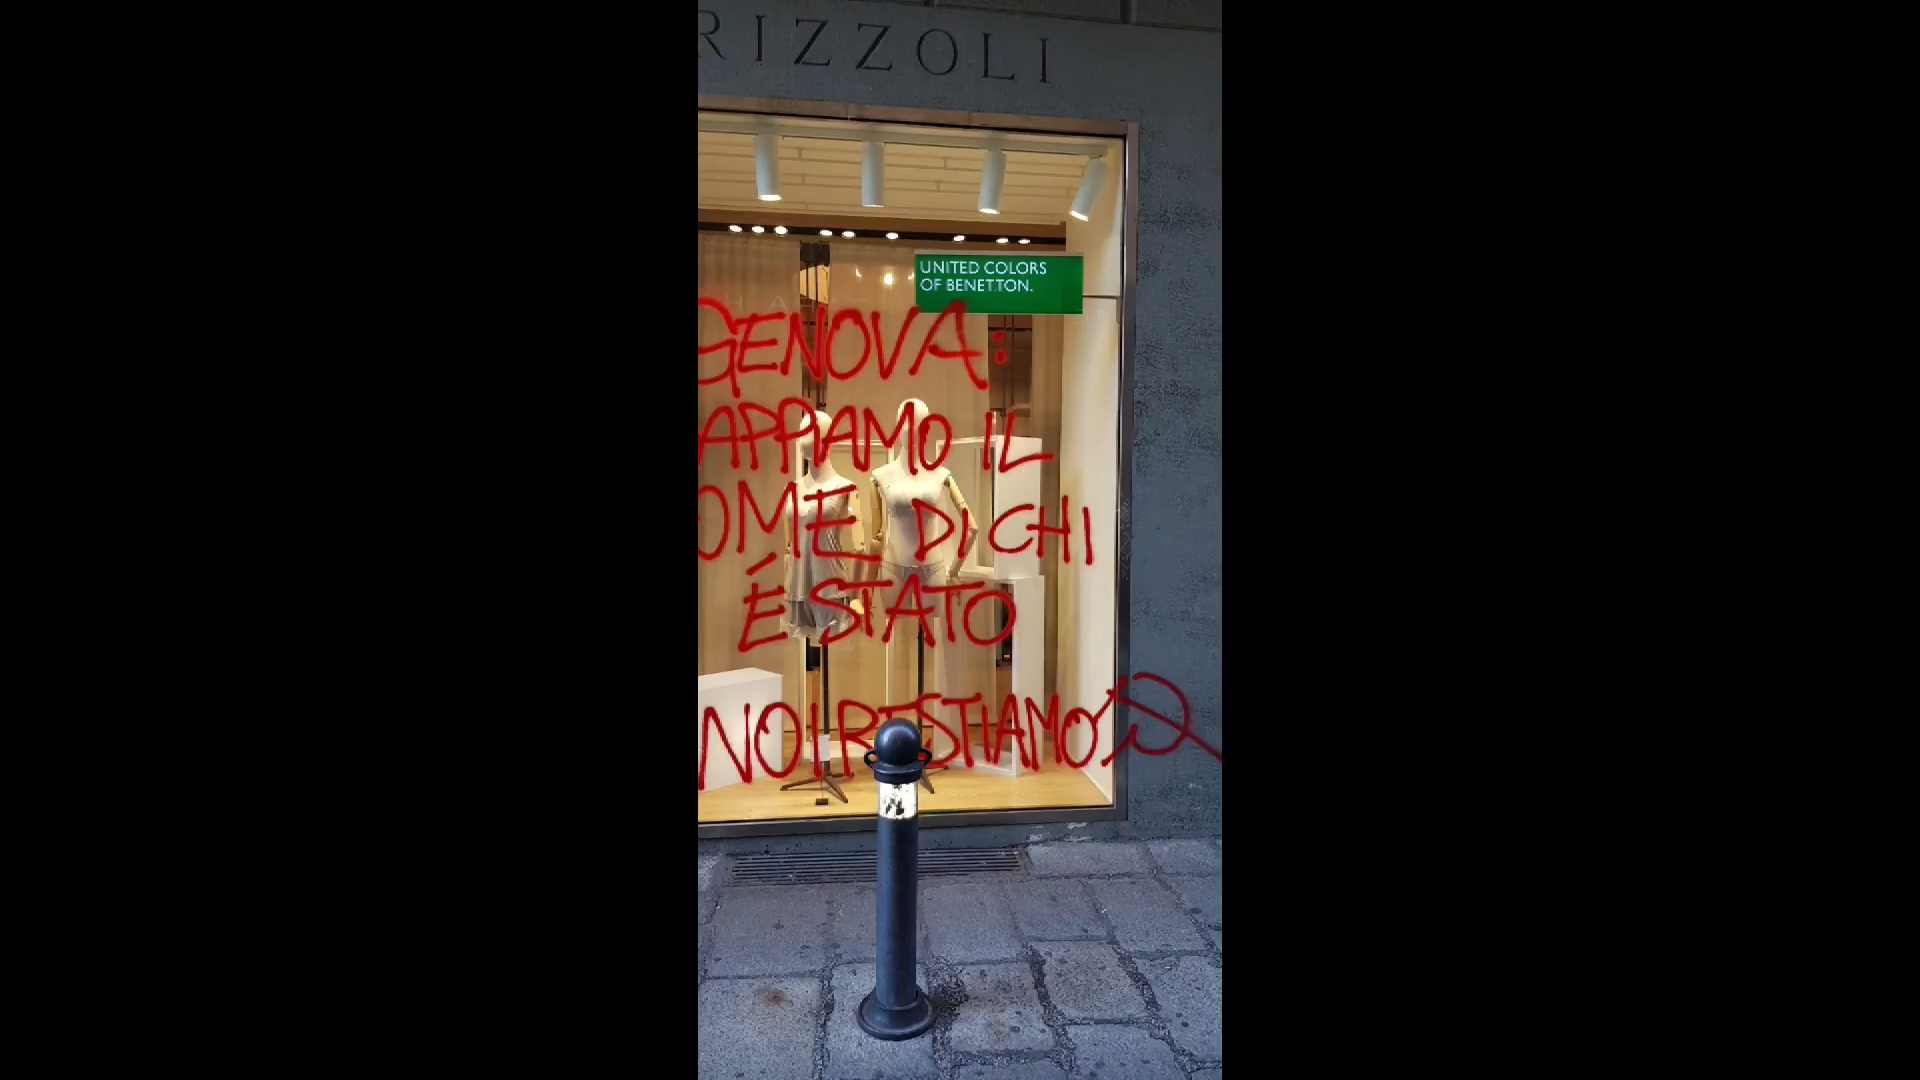 RIZZOLI
UNITED COLORS
OF BENETTON.
GENOVA:
APPIAMO IL
OME DI CHI
É STATO
NOI RESTIAMO